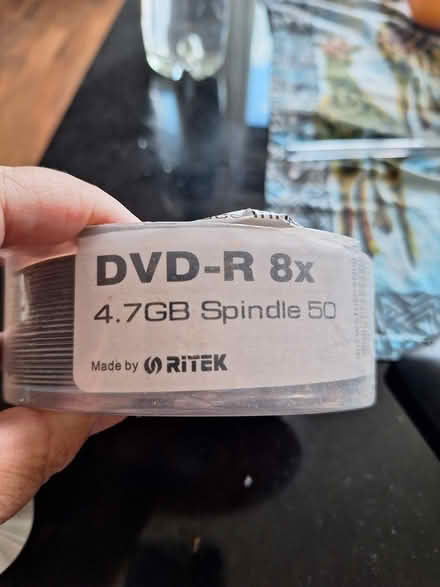 DVD-R 8x
4.7GB Spindle 50
Made by RiTEK